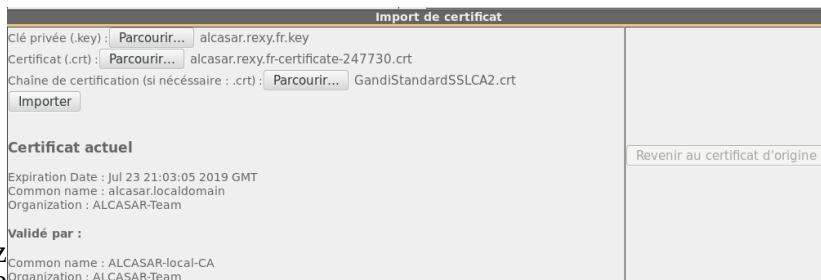 Import de certificat
Clé privée (.key) : Parcourir... alcasar.rexy.fr.key
Certificat (.crt) : Parcourir... alcasar.rexy.fr-certificate-247730.crt
Chaîne de certification (si nécéssaire : .crt) : Parcourir... GandiStandardSSLCA2.crt
Importer
Certificat actuel
Revenir au certificat d'origine
Expiration Date : Jul 23 21:03:05 2019 GMT
Common name : alcasar.localdomain
Organization : ALCASAR-Team
Validé par :
Common name : ALCASAR-local-CA
Organization : ALCASAR-Team